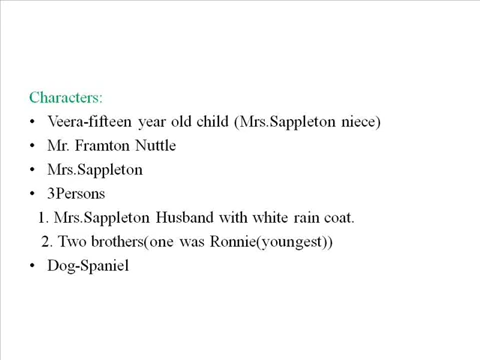 Characters:
• Veera-fifteen year old child (Mrs.Sappleton niece)
• Mr. Framton Nuttle
• Mrs.Sappleton
• 3Persons
1. Mrs.Sappleton Husband with white rain coat.
2. Two brothers(one was Ronnie(youngest))
• Dog-Spaniel